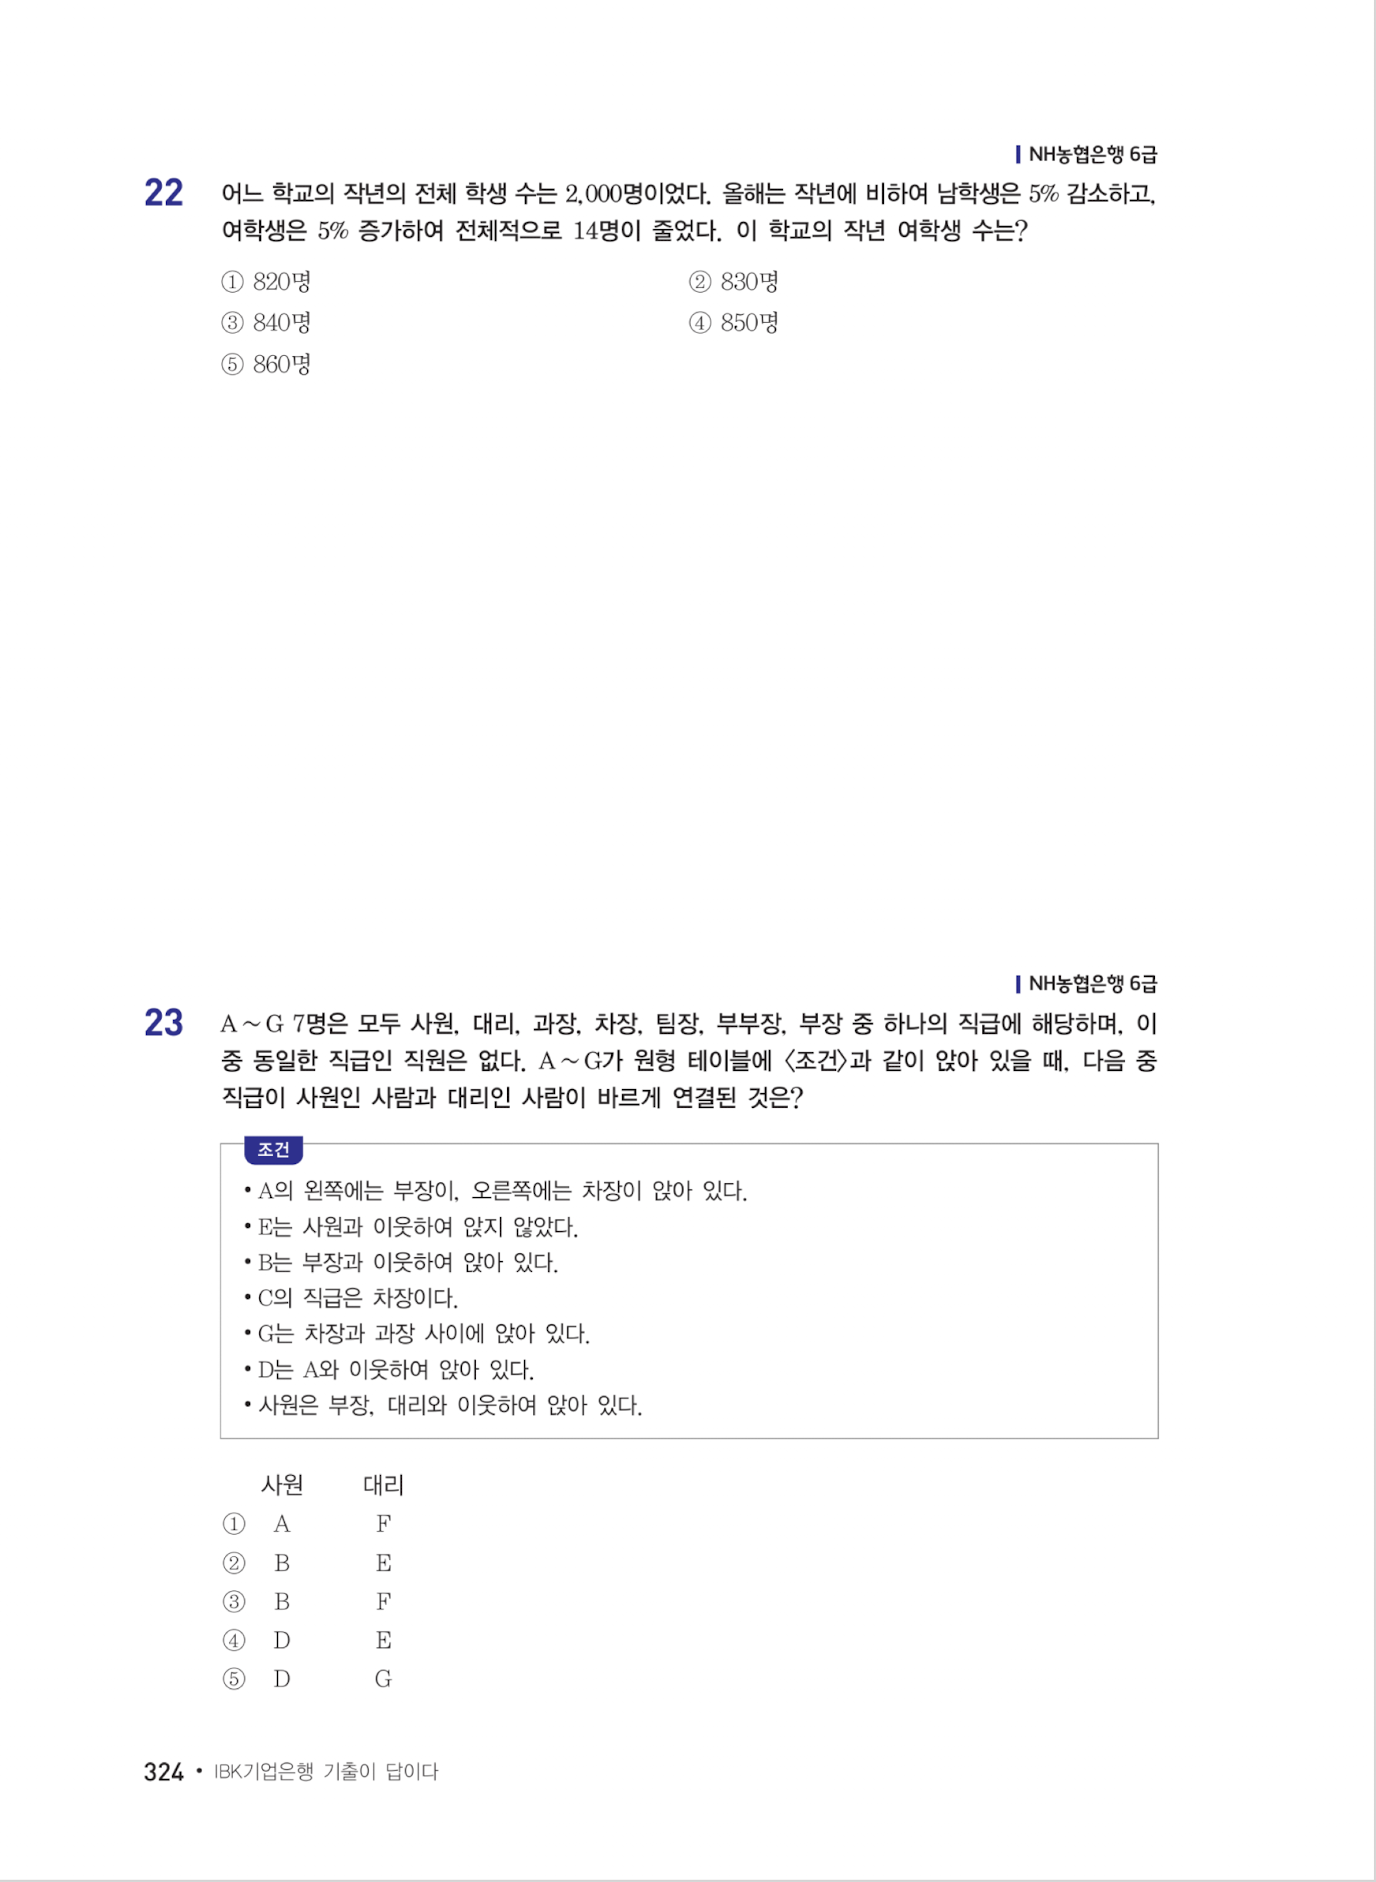 NH농협은행 6급
22 어느 학교의 작년의 전체 학생 수는 2,000명이었다. 올해는 작년에 비하여 남학생은 5% 감소하고,
여학생은 5% 증가하여 전체적으로 14명이 줄었다. 이 학교의 작년 여학생 수는?
① 820명 ② 830명
③ 840명 ④ 850명
⑤ 860명
NH농협은행 6급
23 A~G 7명은 모두 사원, 대리, 과장, 차장, 팀장, 부부장, 부장 중 하나의 직급에 해당하며, 이
중 동일한 직급인 직원은 없다. A~G가 원형 테이블에 〈조건〉과 같이 앉아 있을 때, 다음 중
직급이 사원인 사람과 대리인 사람이 바르게 연결된 것은?
조건
• A의 왼쪽에는 부장이, 오른쪽에는 차장이 앉아 있다.
• E는 사원과 이웃하여 앉지 않았다.
• B는 부장과 이웃하여 앉아 있다.
• C의 직급은 차장이다.
• G는 차장과 과장 사이에 앉아 있다.
• D는 A와 이웃하여 앉아 있다.
• 사원은 부장, 대리와 이웃하여 앉아 있다.
사원 대리
① A F
② B E
③ B F
④ D E
⑤ D G
324 • IBK기업은행 기출이 답이다